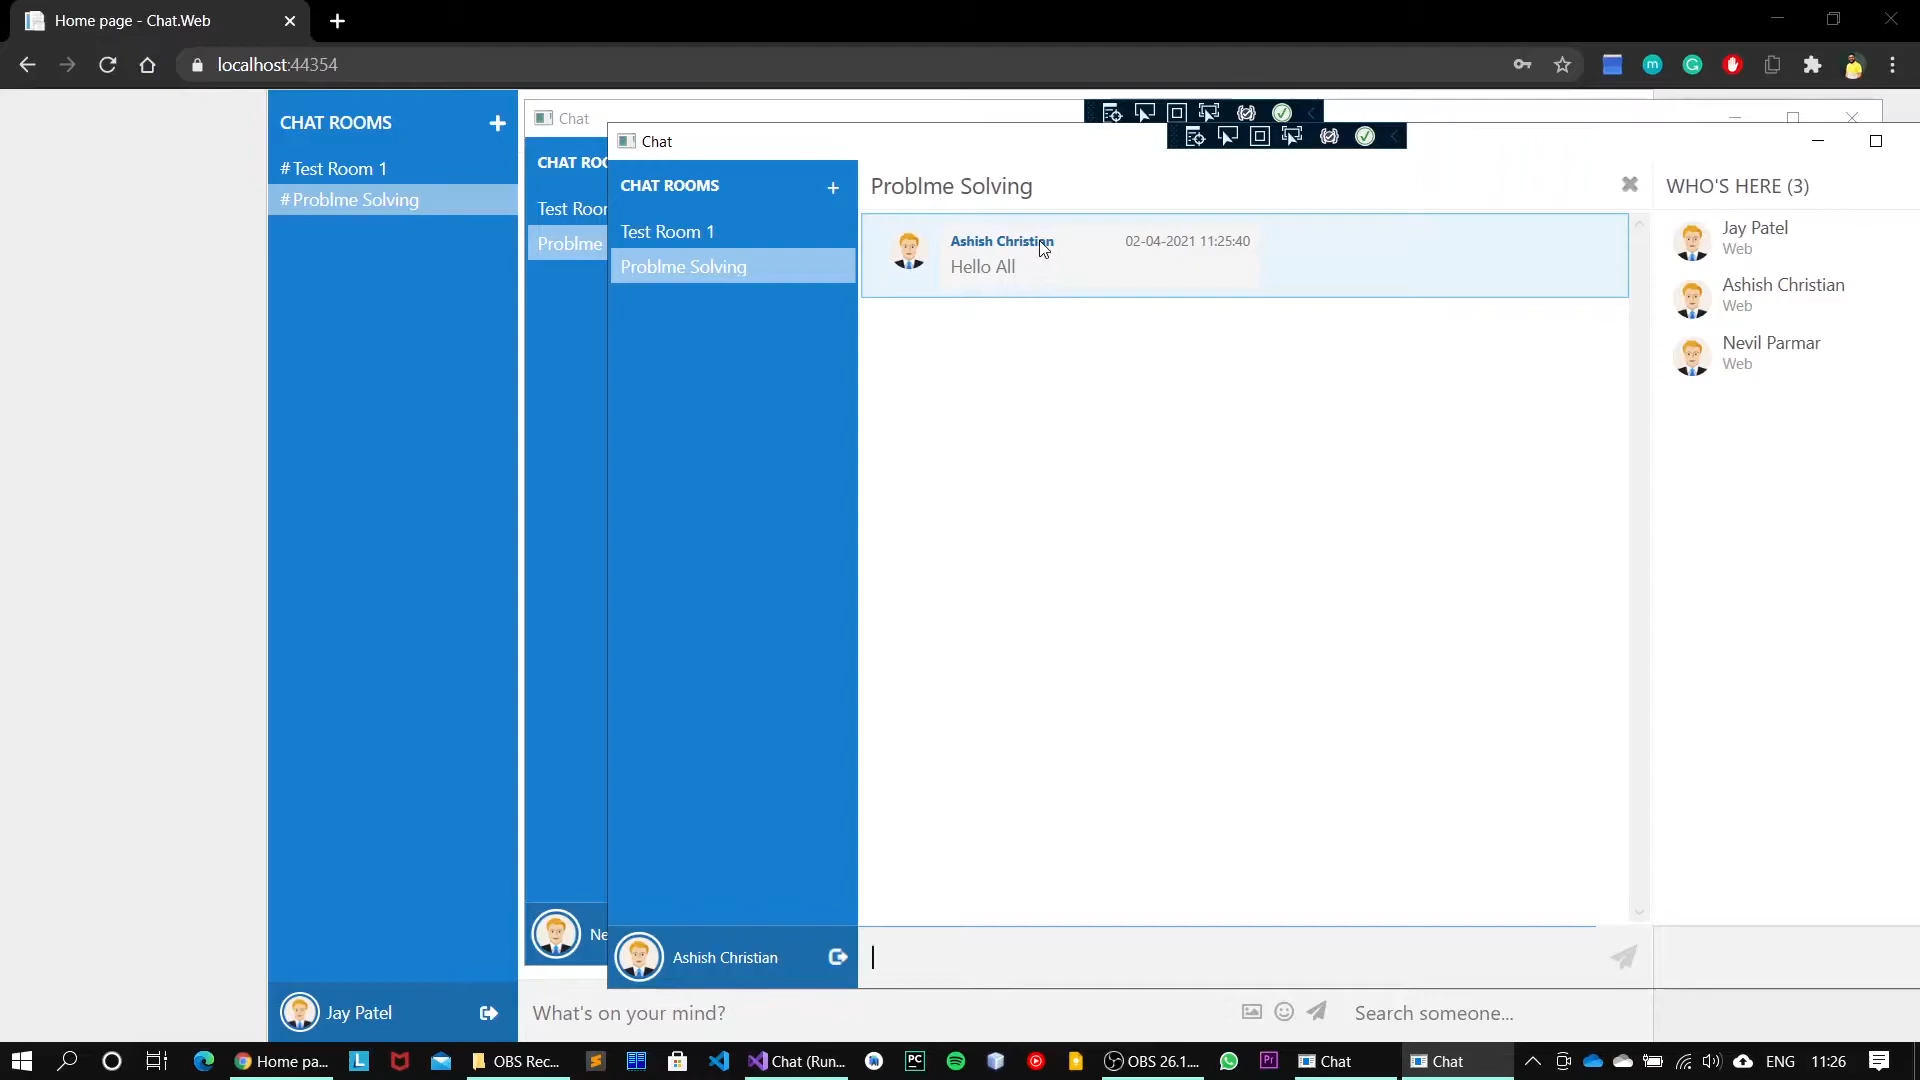 Home page - Chat.Web
localhost:44354
CHAT ROOMS
#Test Room 1
#Problme Solving
Jay Patel
Chat
CHAT ROO
Test Roor
Problme
Ne
Chat
CHAT ROOMS
Test Room 1
Problme Solving
Ashish Christian
Problme Solving
Ashish Christian 02-04-2021 11:25:40
Hello All
WHO'S HERE (3)
Jay Patel
Web
Ashish Christian
Web
Nevil Parmar
Web
What's on your mind?
Search someone...
Home pa...
OBS Rec...
Chat (Run...
PC
OBS 26.1....
Pr
Chat
Chat
ENG
11:26